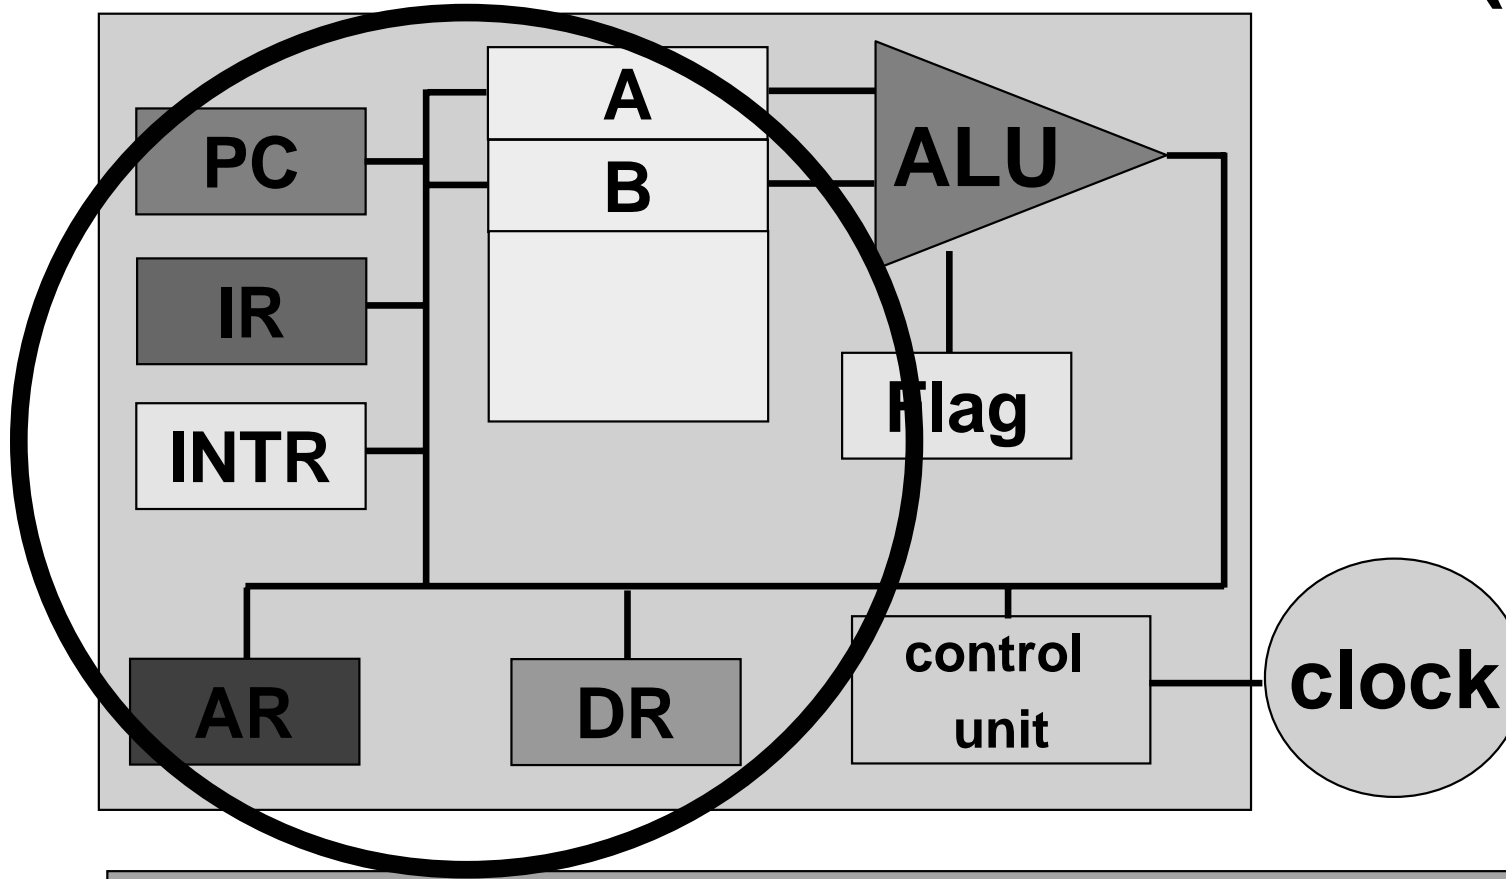 A
PC
ALU
B
IR
Flag
INTR
control
unit
clock
AR
DR